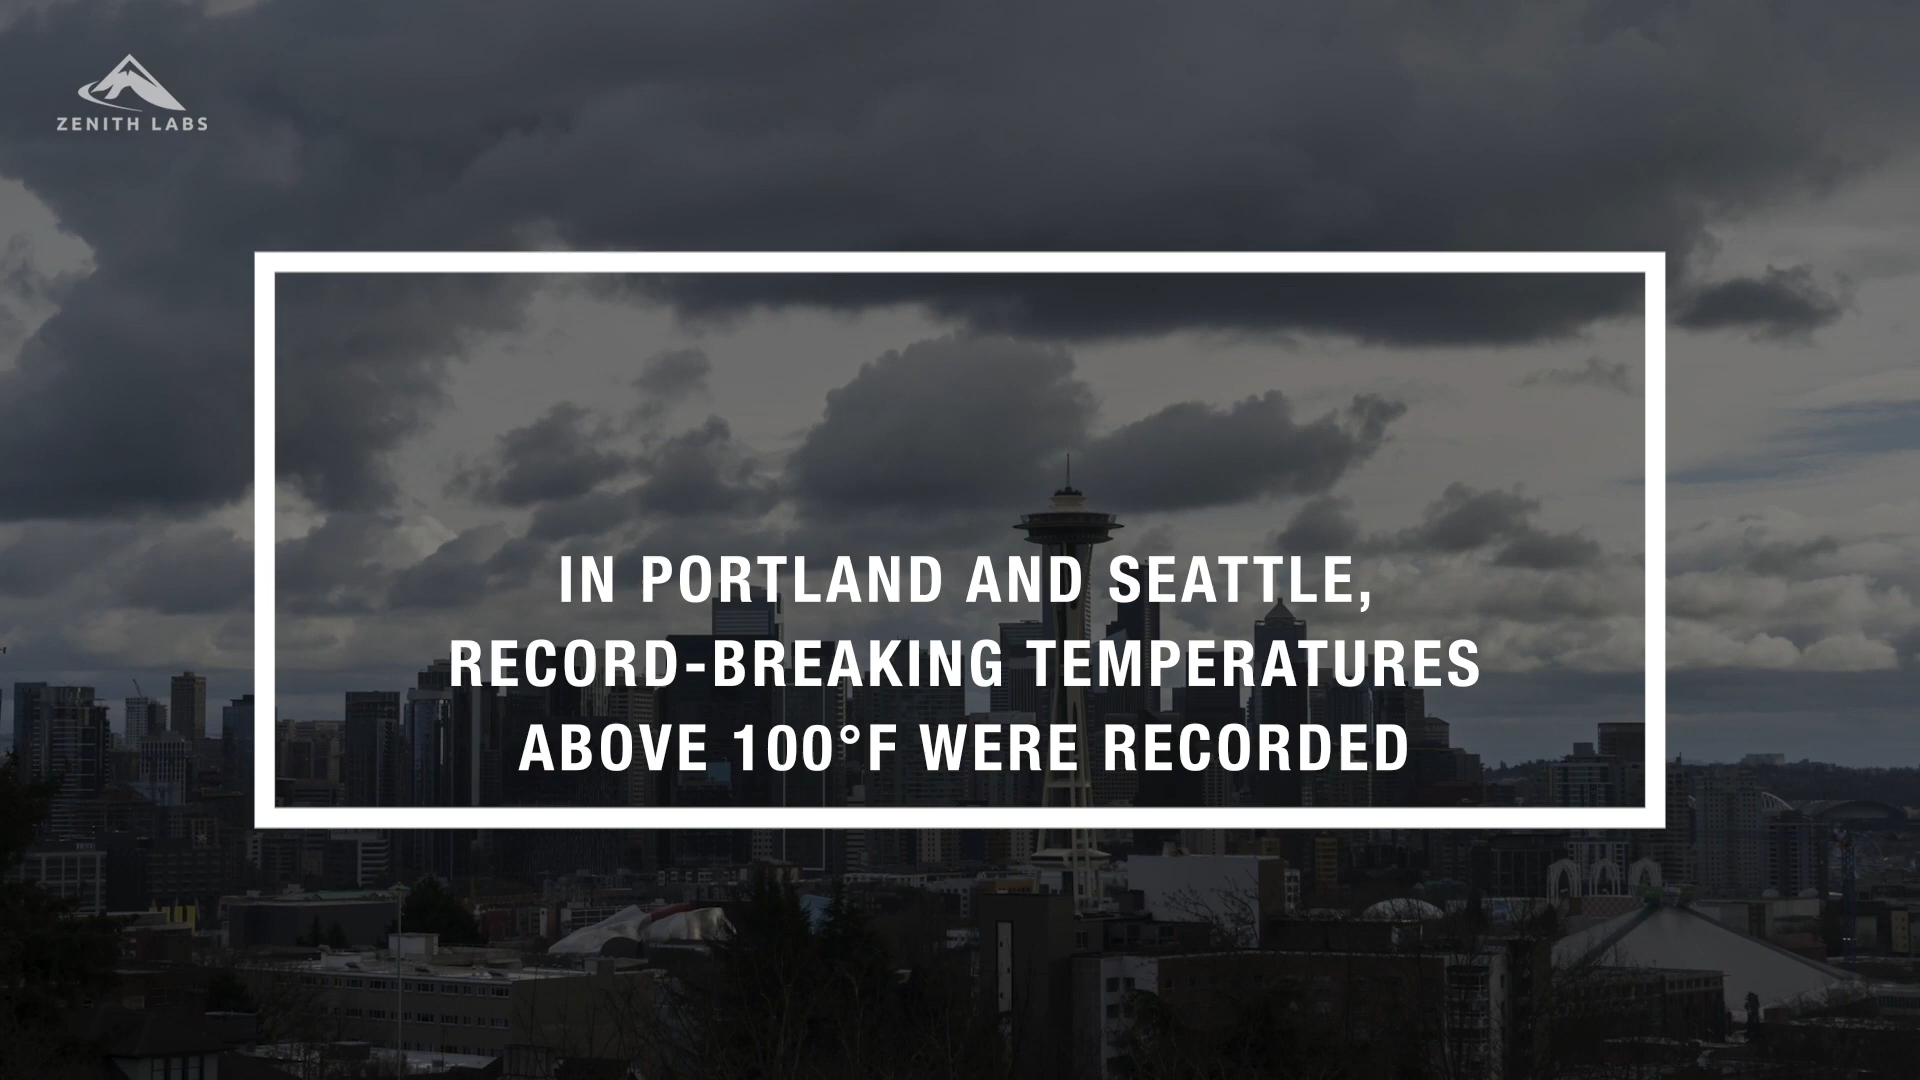 ZENITH LABS
IN PORTLAND AND SEATTLE,
RECORD-BREAKING TEMPERATURES
ABOVE 100°F WERE RECORDED